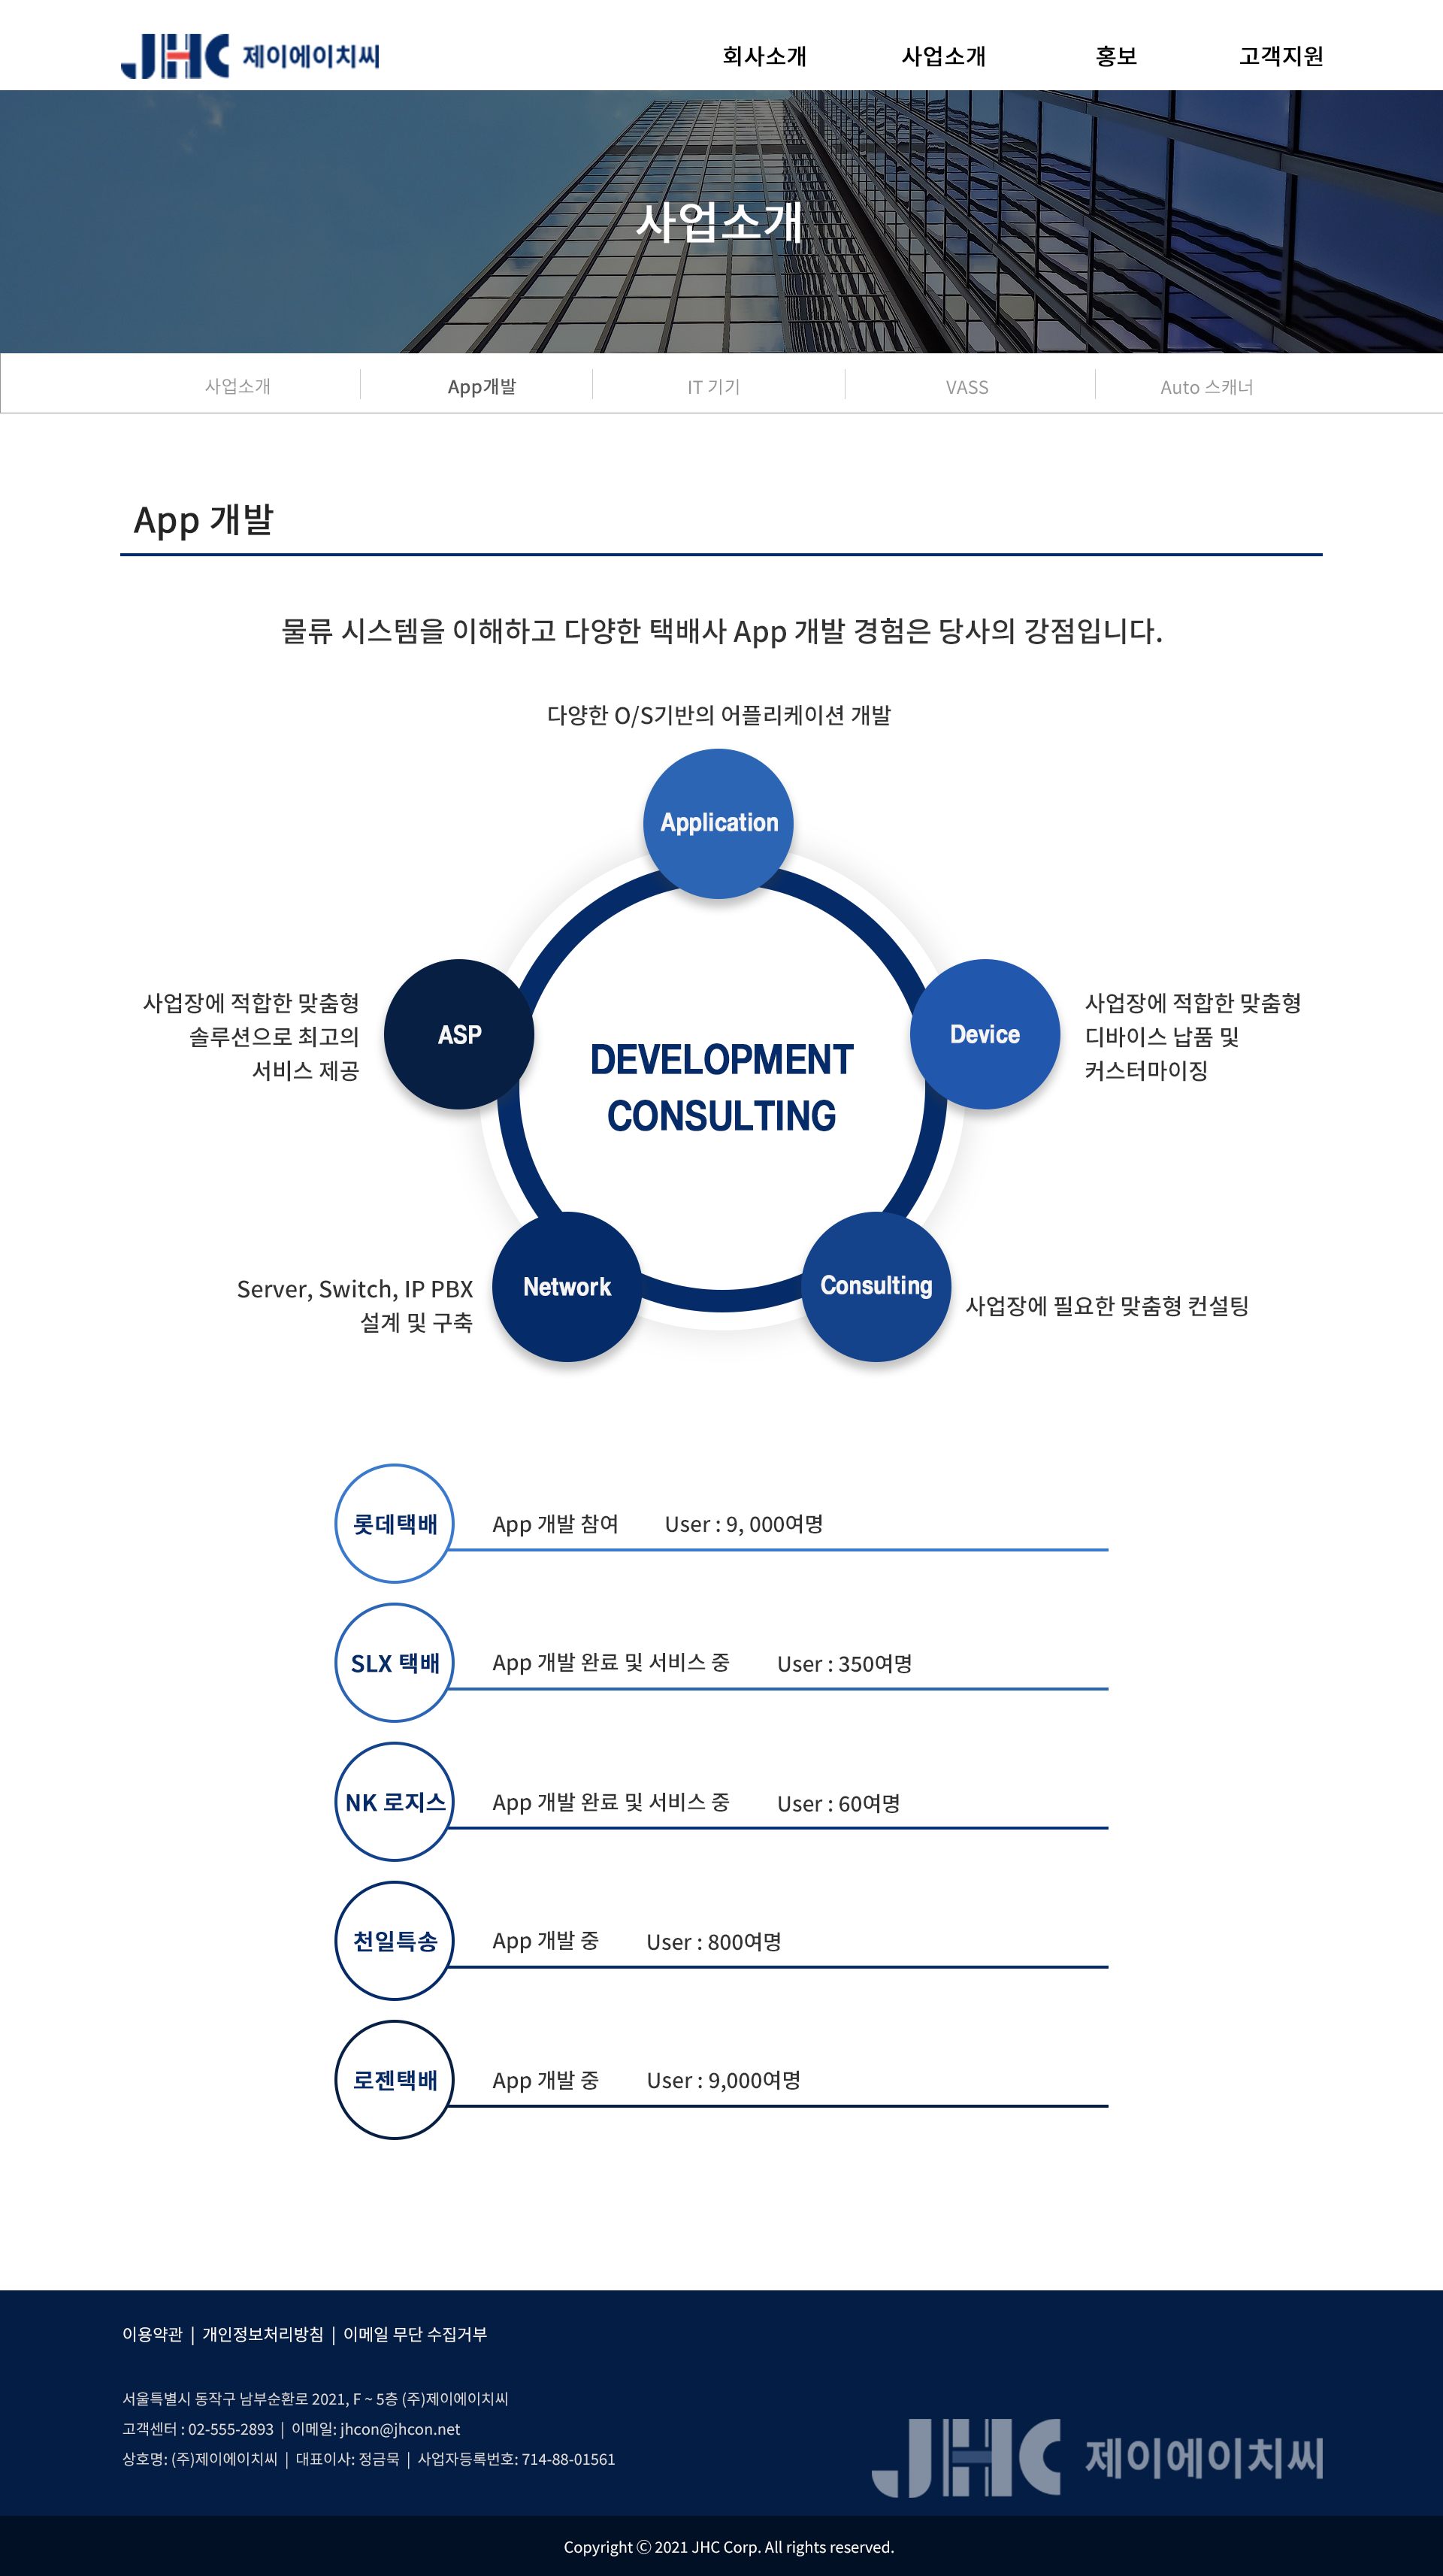 JHC 제이에이치씨
회사소개 사업소개 홍보 고객지원
사업소개
사업소개 App개발 IT 기기 VASS Auto 스캐너
App 개발
물류 시스템을 이해하고 다양한 택배사 App 개발 경험은 당사의 강점입니다.
다양한 O/S기반의 어플리케이션 개발
Application
사업장에 적합한 맞춤형
솔루션으로 최고의
서비스 제공
ASP
DEVELOPMENT
CONSULTING
Device
사업장에 적합한 맞춤형
디바이스 납품 및
커스터마이징
Server, Switch, IP PBX
설계 및 구축
Network
Consulting
사업장에 필요한 맞춤형 컨설팅
롯데택배 App 개발 참여 User : 9, 000여명
SLX 택배 App 개발 완료 및 서비스 중 User : 350여명
NK 로지스 App 개발 완료 및 서비스 중 User : 60여명
천일특송 App 개발 중 User : 800여명
로젠택배 App 개발 중 User : 9,000여명
이용약관 | 개인정보처리방침 | 이메일 무단 수집거부
서울특별시 동작구 남부순환로 2021, F ~ 5층 (주)제이에이치씨
고객센터 : 02-555-2893 | 이메일: jhcon@jhcon.net
상호명: (주)제이에이치씨 | 대표이사: 정금묵 | 사업자등록번호: 714-88-01561
JHC 제이에이치씨
Copyright ⓒ 2021 JHC Corp. All rights reserved.